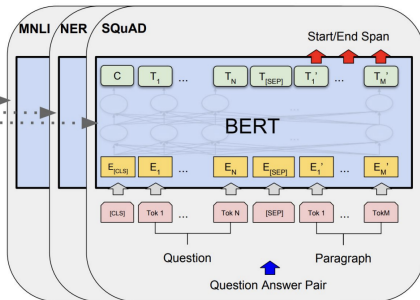 MNLI NER SQuAD
Start/End Span
C T1 ... TN T[SEP] T1' ... TM'
BERT
E[CLS] E1 ... EN E[SEP] E1' ... EM'
[CLS] Tok 1 ... Tok N [SEP] Tok 1 ... TokM
Question Paragraph
Question Answer Pair